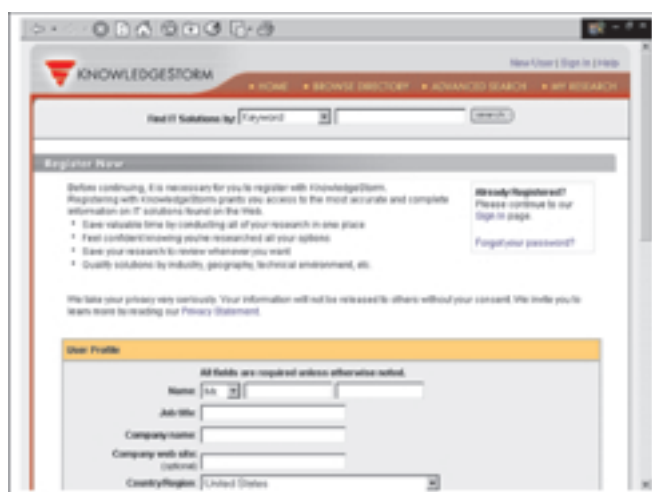 KNOWLEDGESTORM
New User | Sign In | Help
HOME BROWSE DIRECTORY ADVANCED SEARCH MY RESEARCH
Find IT Solutions by: Keyword search
Register Now
Before continuing, it is necessary for you to register with KnowledgeStorm.
Registering with KnowledgeStorm grants you access to the most accurate and complete
information on IT solutions found on the Web.
Save valuable time by conducting all of your research in one place
Feel confident knowing you're researched all your options
Save your research to review whenever you want
Qualify solutions by industry, geography, technical environment, etc.
Already Registered?
Please continue to our
Sign In page.
Forgot your password?
We take your privacy very seriously. Your information will not be released to others without your consent. We invite you to
learn more by reading our Privacy Statement.
User Profile
All fields are required unless otherwise noted.
Name: Mr.
Job title:
Company name:
Company web site:
(optional)
Country/Region: United States